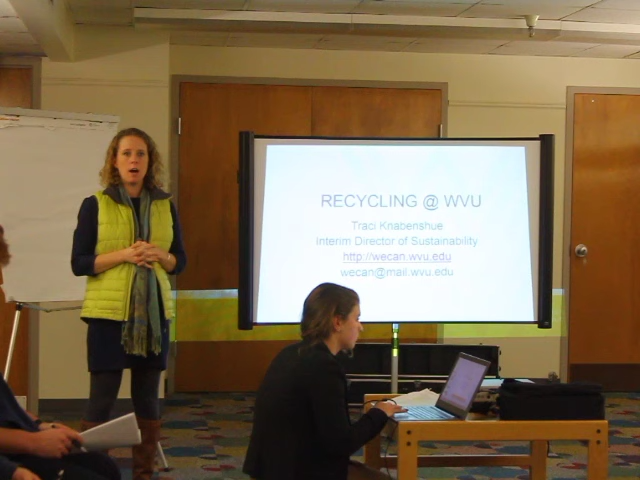 RECYCLING @ WVU
Traci Knabenshue
Interim Director of Sustainability
http://wecan.wvu.edu
wecan@mail.wvu.edu